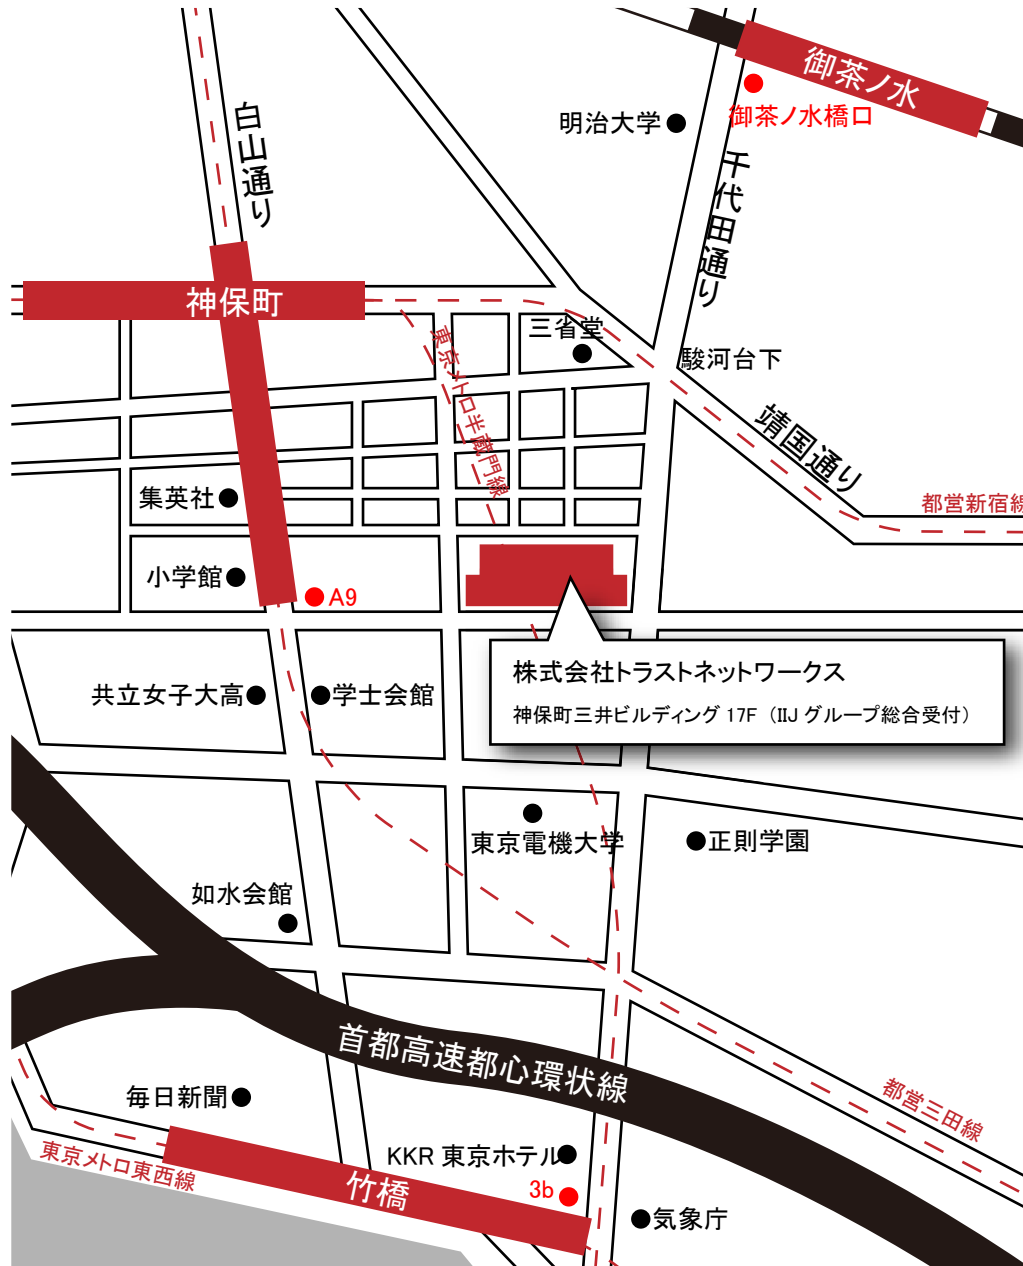 御茶ノ水
御茶ノ水橋口
明治大学
白山通り
千代田通り
神保町
三省堂
東京メトロ半蔵門線
駿河台下
靖国通り
都営新宿線
集英社
小学館
A9
株式会社トラストネットワークス
神保町三井ビルディング 17F（IIJ グループ総合受付）
共立女子大高
学士会館
東京電機大学
正則学園
如水会館
首都高速都心環状線
都営三田線
毎日新聞
東京メトロ東西線
KKR 東京ホテル
竹橋
3b
気象庁